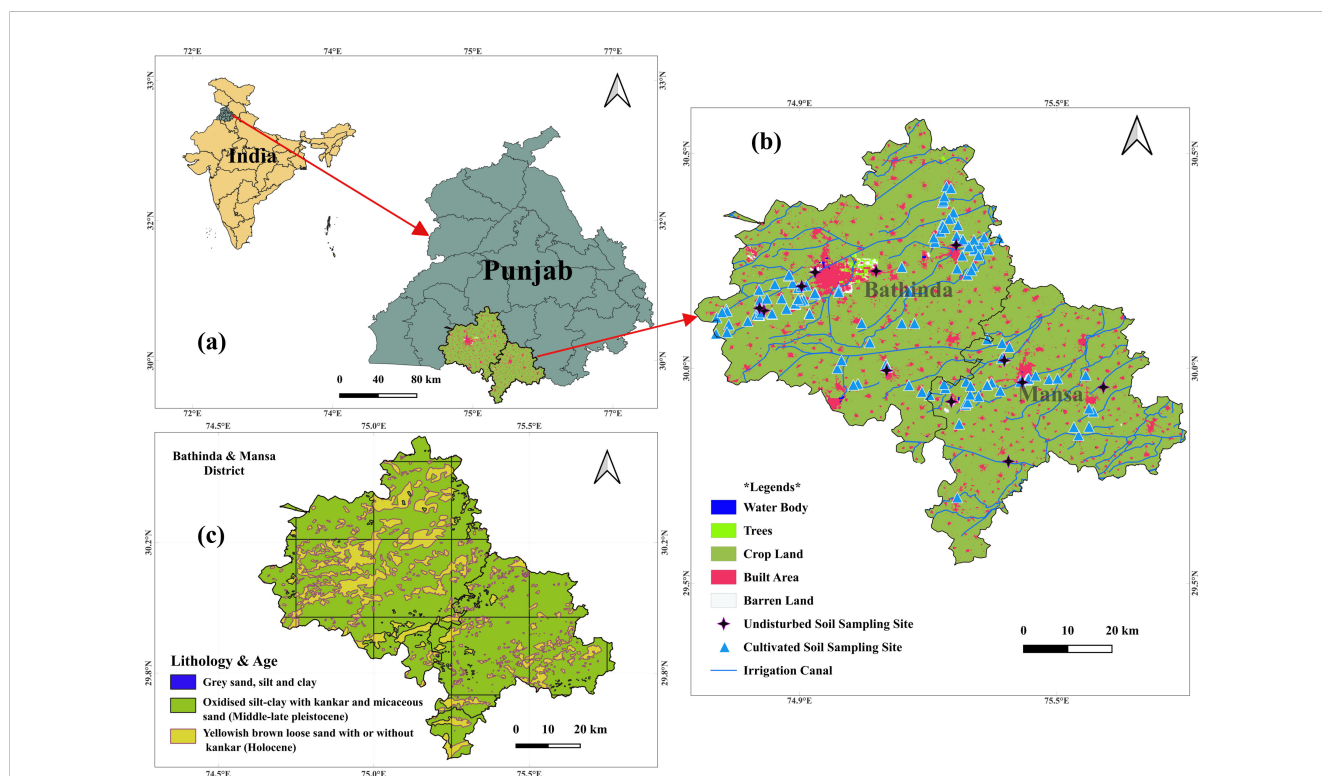 72°E 74°E 75°E 77°E
33°N 33°N
India
32°N 32°N
Punjab
(a)
30°N 30°N
0 40 80 km
72°E 74°E 75°E 77°E
74.9°E 75.5°E
(b)
30.5°N 30.5°N
Bathinda
30.0°N 30.0°N
Mansa
*Legends*
Water Body
Trees
Crop Land
29.5°N 29.5°N
Built Area
Barren Land
Undisturbed Soil Sampling Site
Cultivated Soil Sampling Site
0 10 20 km
Irrigation Canal
74.9°E 75.5°E
74.5°E 75.0°E 75.5°E
Bathinda & Mansa
District
(c)
30.2°N 30.2°N
Lithology & Age
29.8°N 29.8°N
Grey sand, silt and clay
Oxidised silt-clay with kankar and micaceous
sand (Middle-late pleistocene)
Yellowish brown loose sand with or without
kankar (Holocene)
0 10 20 km
74.5°E 75.0°E 75.5°E